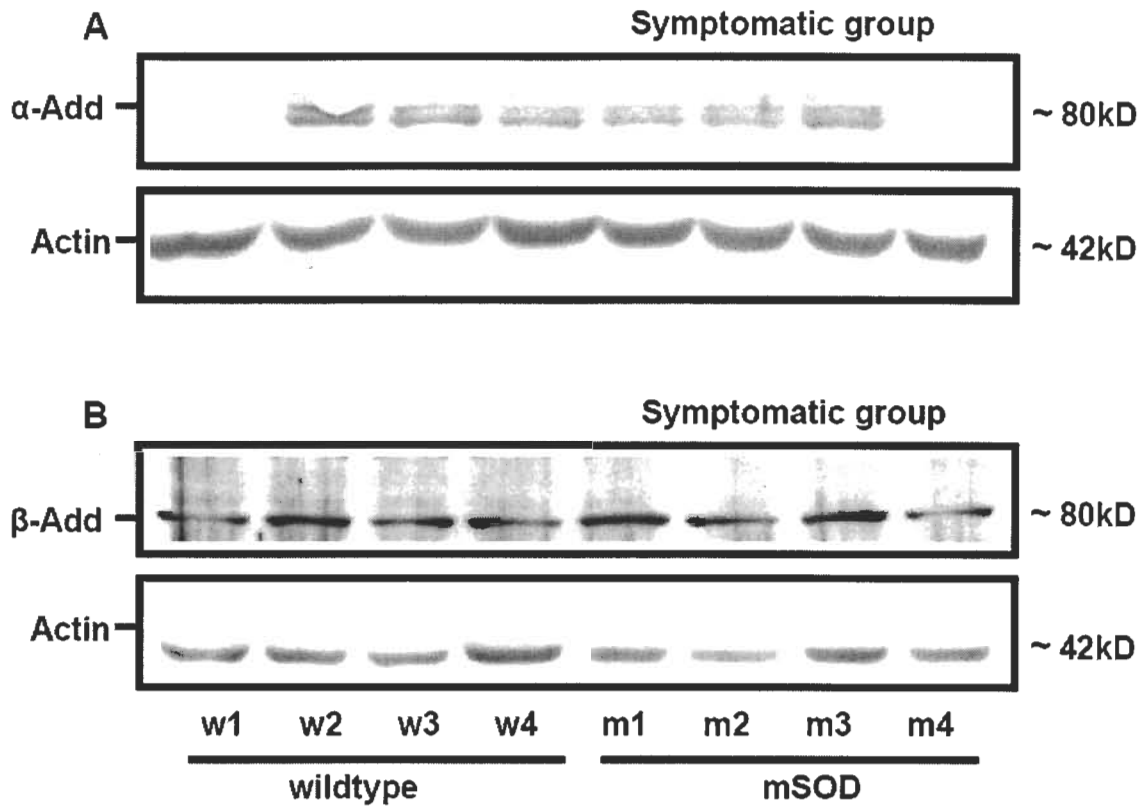 A
Symptomatic group
α-Add
~ 80kD
Actin
~ 42kD
B
Symptomatic group
β-Add
~ 80kD
Actin
~ 42kD
w1 w2 w3 w4 m1 m2 m3 m4
wildtype mSOD